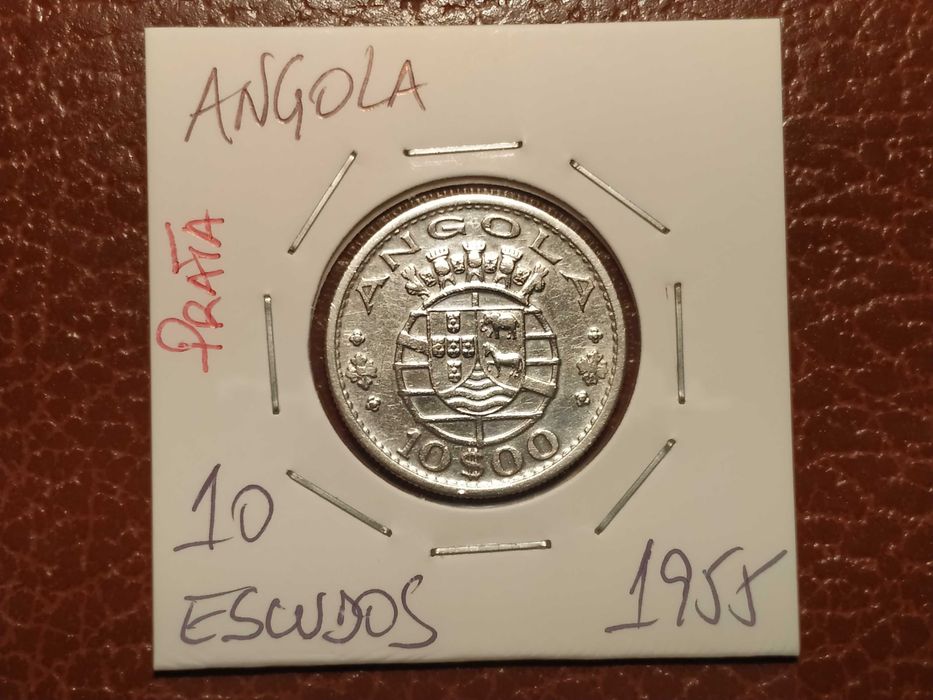 ANGOLA
PRATA
ANGOLA
10$00
10
ESCUDOS
1955